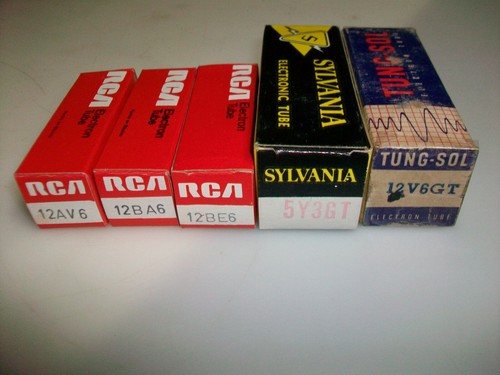 RCA
Electron
Tube
RCA
12AV6
RCA
Electron
Tube
RCA
12BA6
RCA
Electron
Tube
RCA
12BE6
S
SYLVANIA
ELECTRONIC TUBE
SYLVANIA
5Y3GT
TUNG-SOL
TUNG-SOL
12V6GT
ELECTRON TUBE